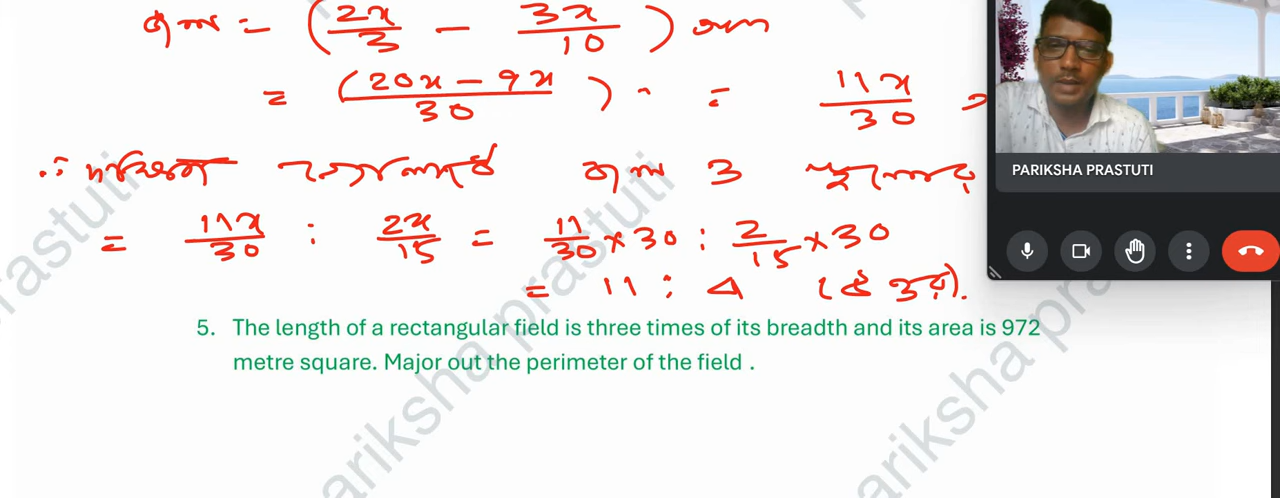 = (2x/3 - 3x/10)
= (20x - 9x / 30) = 11x/30
PARIKSHA PRASTUTI
= 11x/30 : 2x/15 = 11/30 × 30 : 2/15 × 30
= 11 : 4 (উত্তর).
5. The length of a rectangular field is three times of its breadth and its area is 972
metre square. Major out the perimeter of the field .